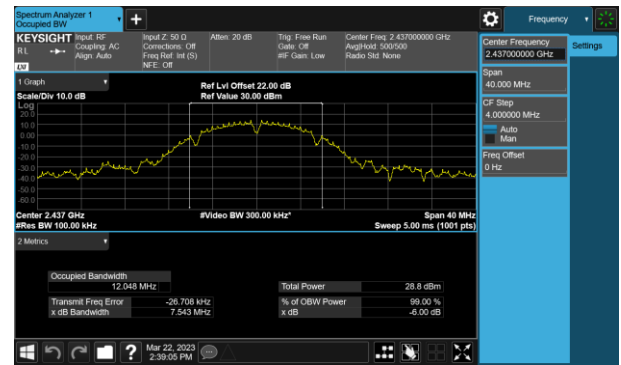 Spectrum Analyzer 1
Occupied BW
Frequency
KEYSIGHT
RL
LXI
Input: RF
Coupling: AC
Align: Auto
Input Z: 50 Ω
Corrections: Off
Freq Ref: Int (S)
NFE: Off
Atten: 20 dB
Trig: Free Run
Gate: Off
#IF Gain: Low
Center Freq: 2.437000000 GHz
Avg|Hold: 500/500
Radio Std: None
Center Frequency
2.437000000 GHz
Settings
Span
40.000 MHz
CF Step
4.000000 MHz
Auto
Man
Freq Offset
0 Hz
1 Graph
Scale/Div 10.0 dB
Ref Lvl Offset 22.00 dB
Ref Value 30.00 dBm
Log
20.0
10.0
0.00
-10.0
-20.0
-30.0
-40.0
-50.0
-60.0
Center 2.437 GHz
#Video BW 300.00 kHz*
Span 40 MHz
#Res BW 100.00 kHz
Sweep 5.00 ms (1001 pts)
2 Metrics
Occupied Bandwidth
12.048 MHz
Total Power 28.8 dBm
Transmit Freq Error -26.708 kHz
% of OBW Power 99.00 %
x dB Bandwidth 7.543 MHz
x dB -6.00 dB
?
Mar 22, 2023
2:39:05 PM